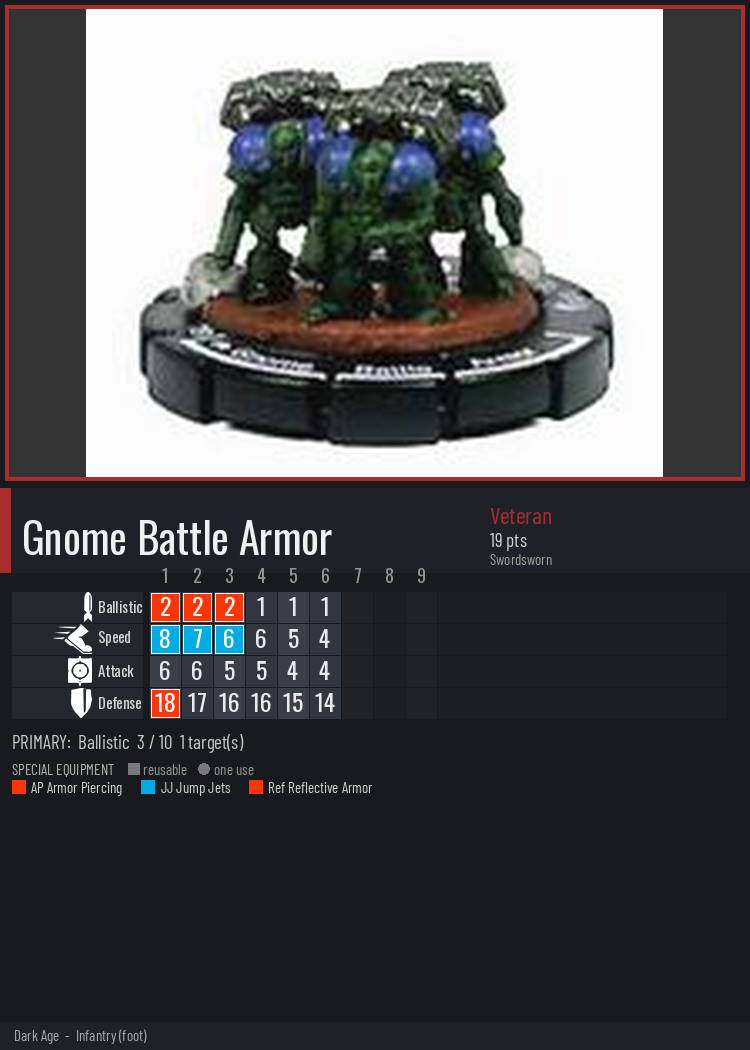 Gnome Battle Armor
Veteran
19 pts
Swordsworn
1 2 3 4 5 6 7 8 9
Ballistic 2 2 2 1 1 1
Speed 8 7 6 6 5 4
Attack 6 6 5 5 4 4
Defense 18 17 16 16 15 14
PRIMARY: Ballistic 3 / 10 1 target(s)
SPECIAL EQUIPMENT reusable one use
AP Armor Piercing JJ Jump Jets Ref Reflective Armor
Dark Age - Infantry (foot)